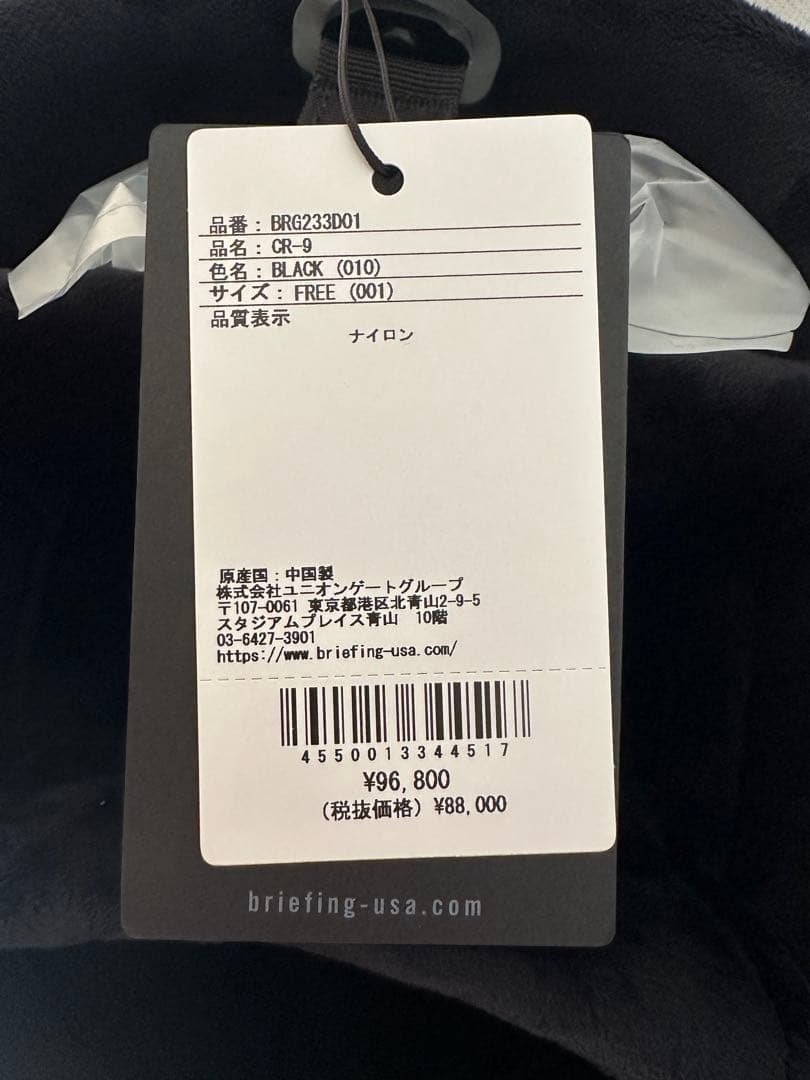 品番: BRG233D01
品名: CR-9
色名: BLACK (010)
サイズ: FREE (001)
品質表示
ナイロン
原産国:中国製
株式会社ユニオンゲートグループ
〒107-0061 東京都港区北青山2-9-5
スタジアムプレイス青山 10階
03-6427-3901
https://www.briefing-usa.com/
4550013344517
¥96,800
(税抜価格) ¥88,000
briefing-usa.com